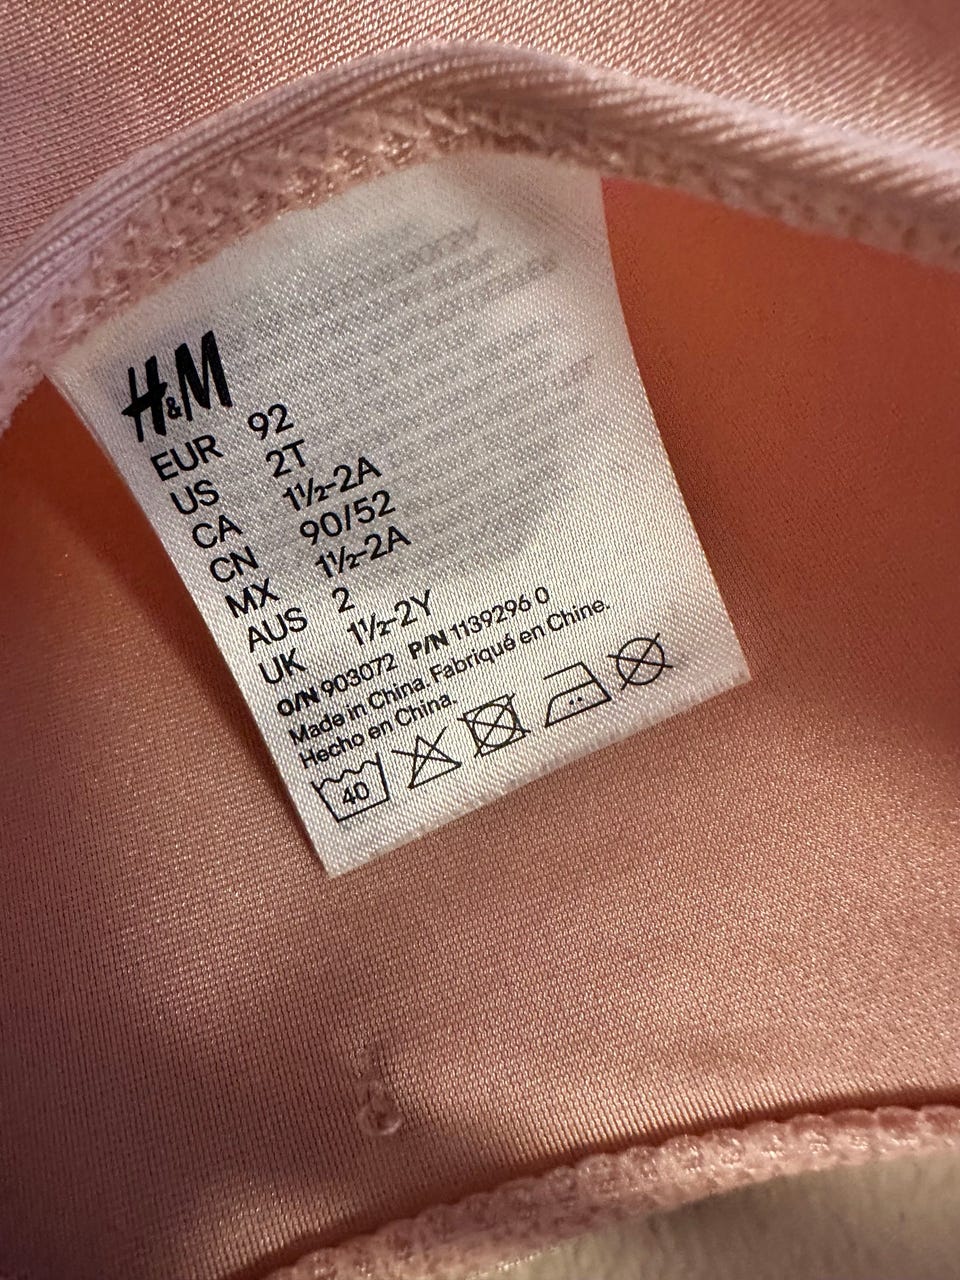 H&M
EUR 92
US 2T
CA 1½-2A
CN 90/52
MX 1½-2A
AUS 2
UK 1½-2Y
O/N 903072 P/N 1139296 0
Made in China. Fabriqué en Chine.
Hecho en China.
40